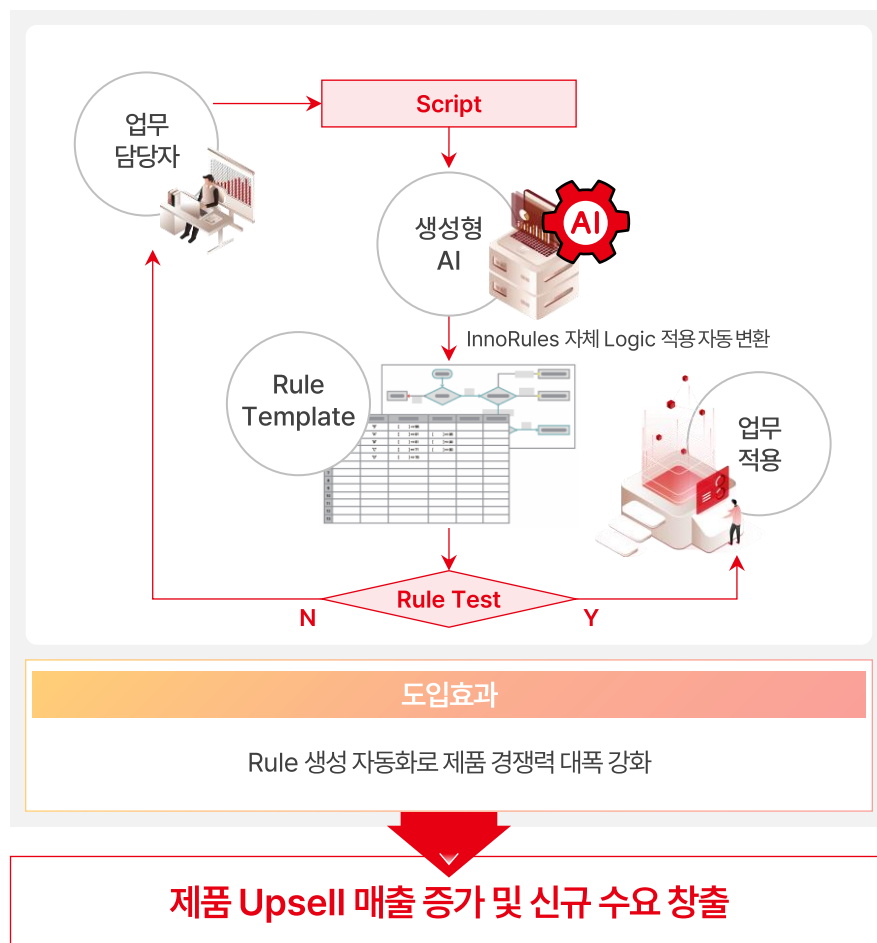 업무
담당자
Script
생성형
AI
AI
InnoRules 자체 Logic 적용 자동 변환
Rule
Template
업무
적용
Rule Test
N
Y
도입효과
Rule 생성 자동화로 제품 경쟁력 대폭 강화
제품 Upsell 매출 증가 및 신규 수요 창출